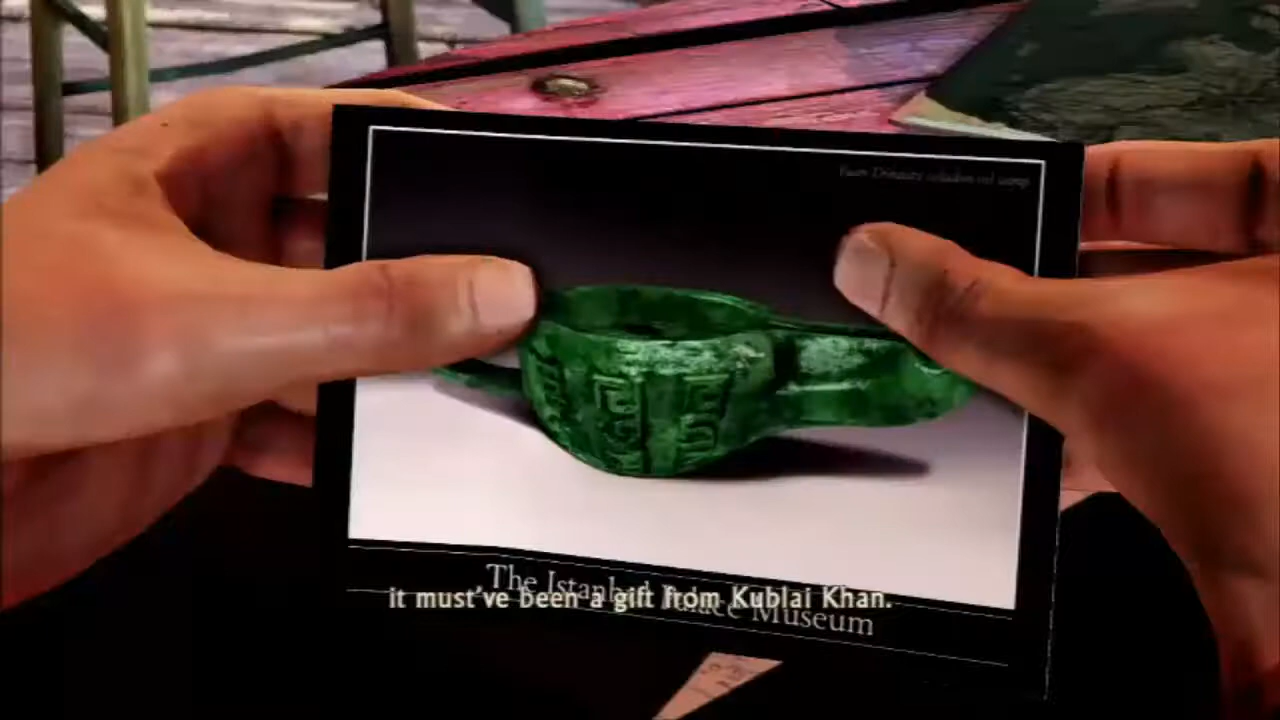 Yuan Dynasty celadon oil lamp
The Istanbul Palace Museum
it must've been a gift from Kublai Khan.